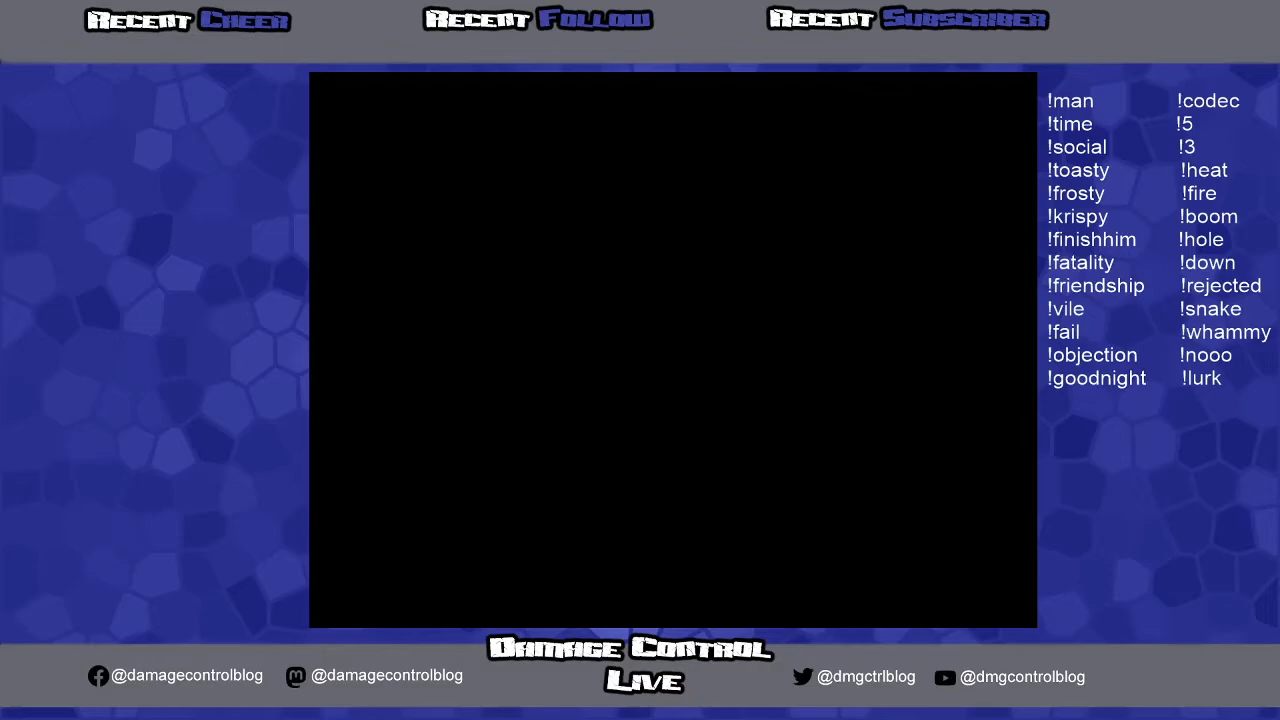 Recent Cheer
Recent Follow
Recent Subscriber
!man !codec
!time !5
!social !3
!toasty !heat
!frosty !fire
!krispy !boom
!finishhim !hole
!fatality !down
!friendship !rejected
!vile !snake
!fail !whammy
!objection !nooo
!goodnight !lurk
Damage Control
Live
@damagecontrolblog
@damagecontrolblog
@dmgctrlblog
@dmgcontrolblog